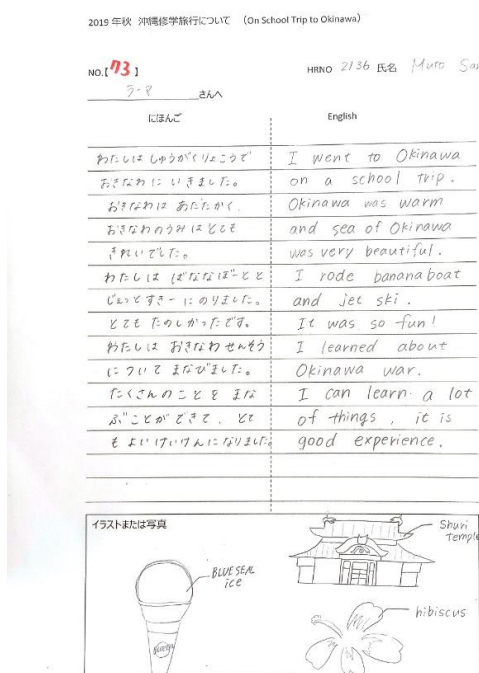 2019 年秋 沖縄修学旅行について (On School Trip to Okinawa)
NO.【73】
HRNO 2136 氏名 Muro
さんへ
にほんご
English
わたしは しゅうがくりょこうで
おきなわに いきました。
おきなわは あたたかく、
おきなわのうみは とても
きれいでした。
わたしは ばななぼーとと
じぇっとすきーにのりました。
とても たのしかったです。
わたしは おきなわせんそう
について まなびました。
たくさんのことを まな
ぶことができて、とて
もよいけいけんになりました。
I went to Okinawa
on a school trip.
Okinawa was warm
and sea of Okinawa
was very beautiful.
I rode bananaboat
and jet ski.
It was so fun!
I learned about
Okinawa war.
I can learn a lot
of things, it is
good experience.
イラストまたは写真
BLUE SEAL
ice
Shuri
temple
hibiscus